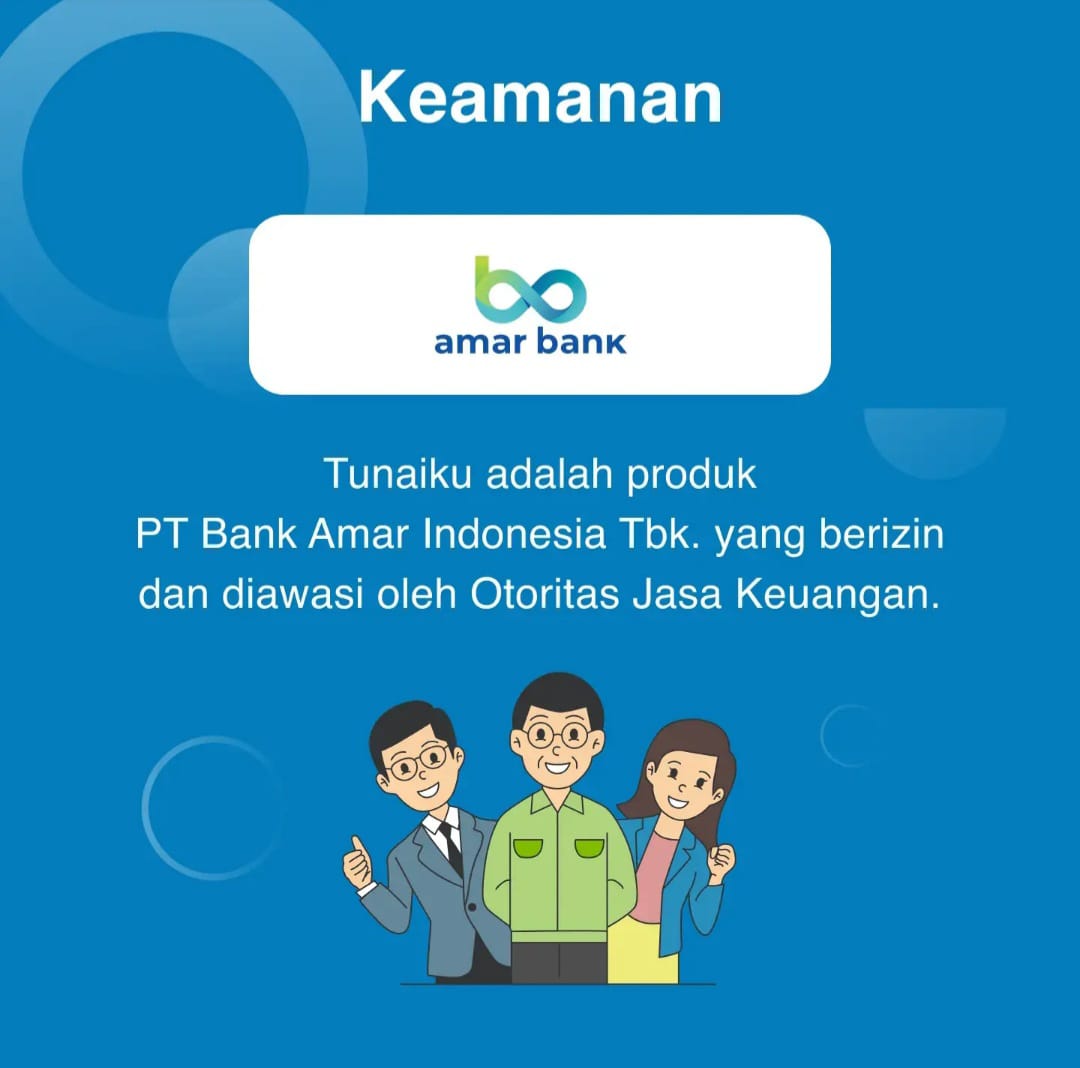 Keamanan
amar bank
Tunaiku adalah produk
PT Bank Amar Indonesia Tbk. yang berizin
dan diawasi oleh Otoritas Jasa Keuangan.